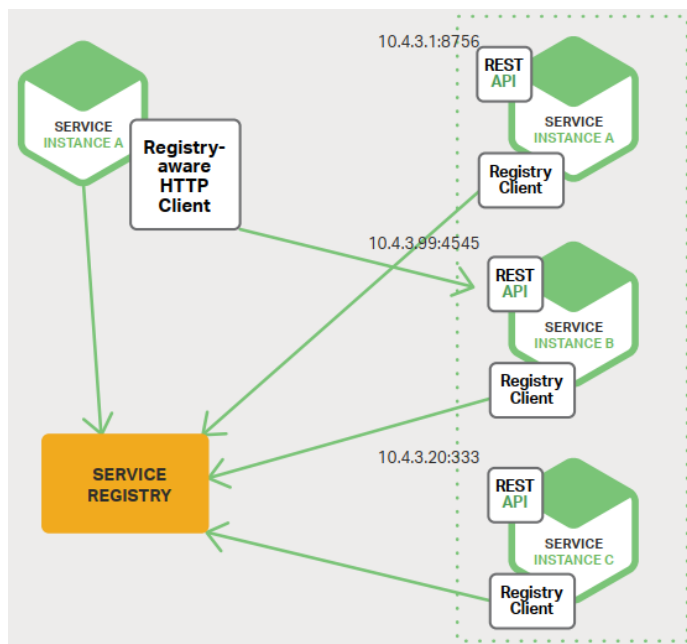 SERVICE
INSTANCE A
Registry-
aware
HTTP
Client
10.4.3.1:8756
REST
API
SERVICE
INSTANCE A
Registry
Client
10.4.3.99:4545
REST
API
SERVICE
INSTANCE B
Registry
Client
10.4.3.20:333
REST
API
SERVICE
INSTANCE C
Registry
Client
SERVICE
REGISTRY